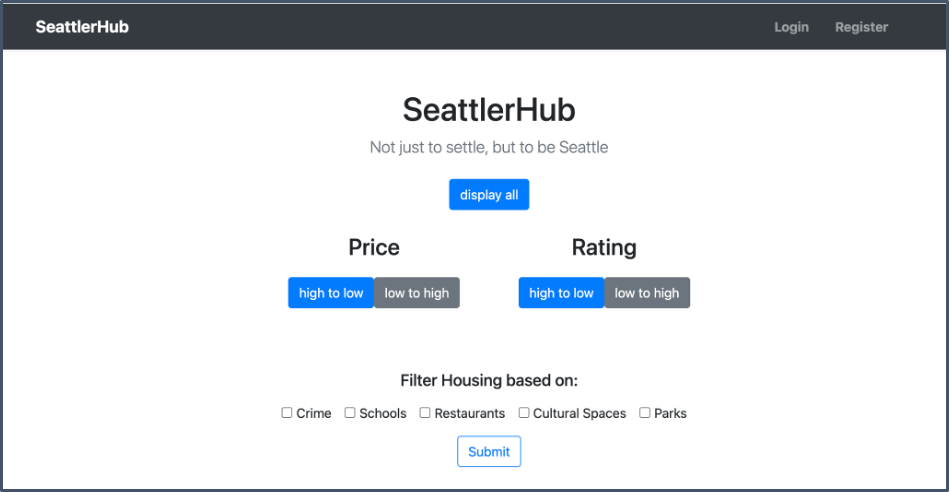 SeattlerHub Login Register
SeattlerHub
Not just to settle, but to be Seattle
display all
Price Rating
high to low low to high high to low low to high
Filter Housing based on:
Crime Schools Restaurants Cultural Spaces Parks
Submit